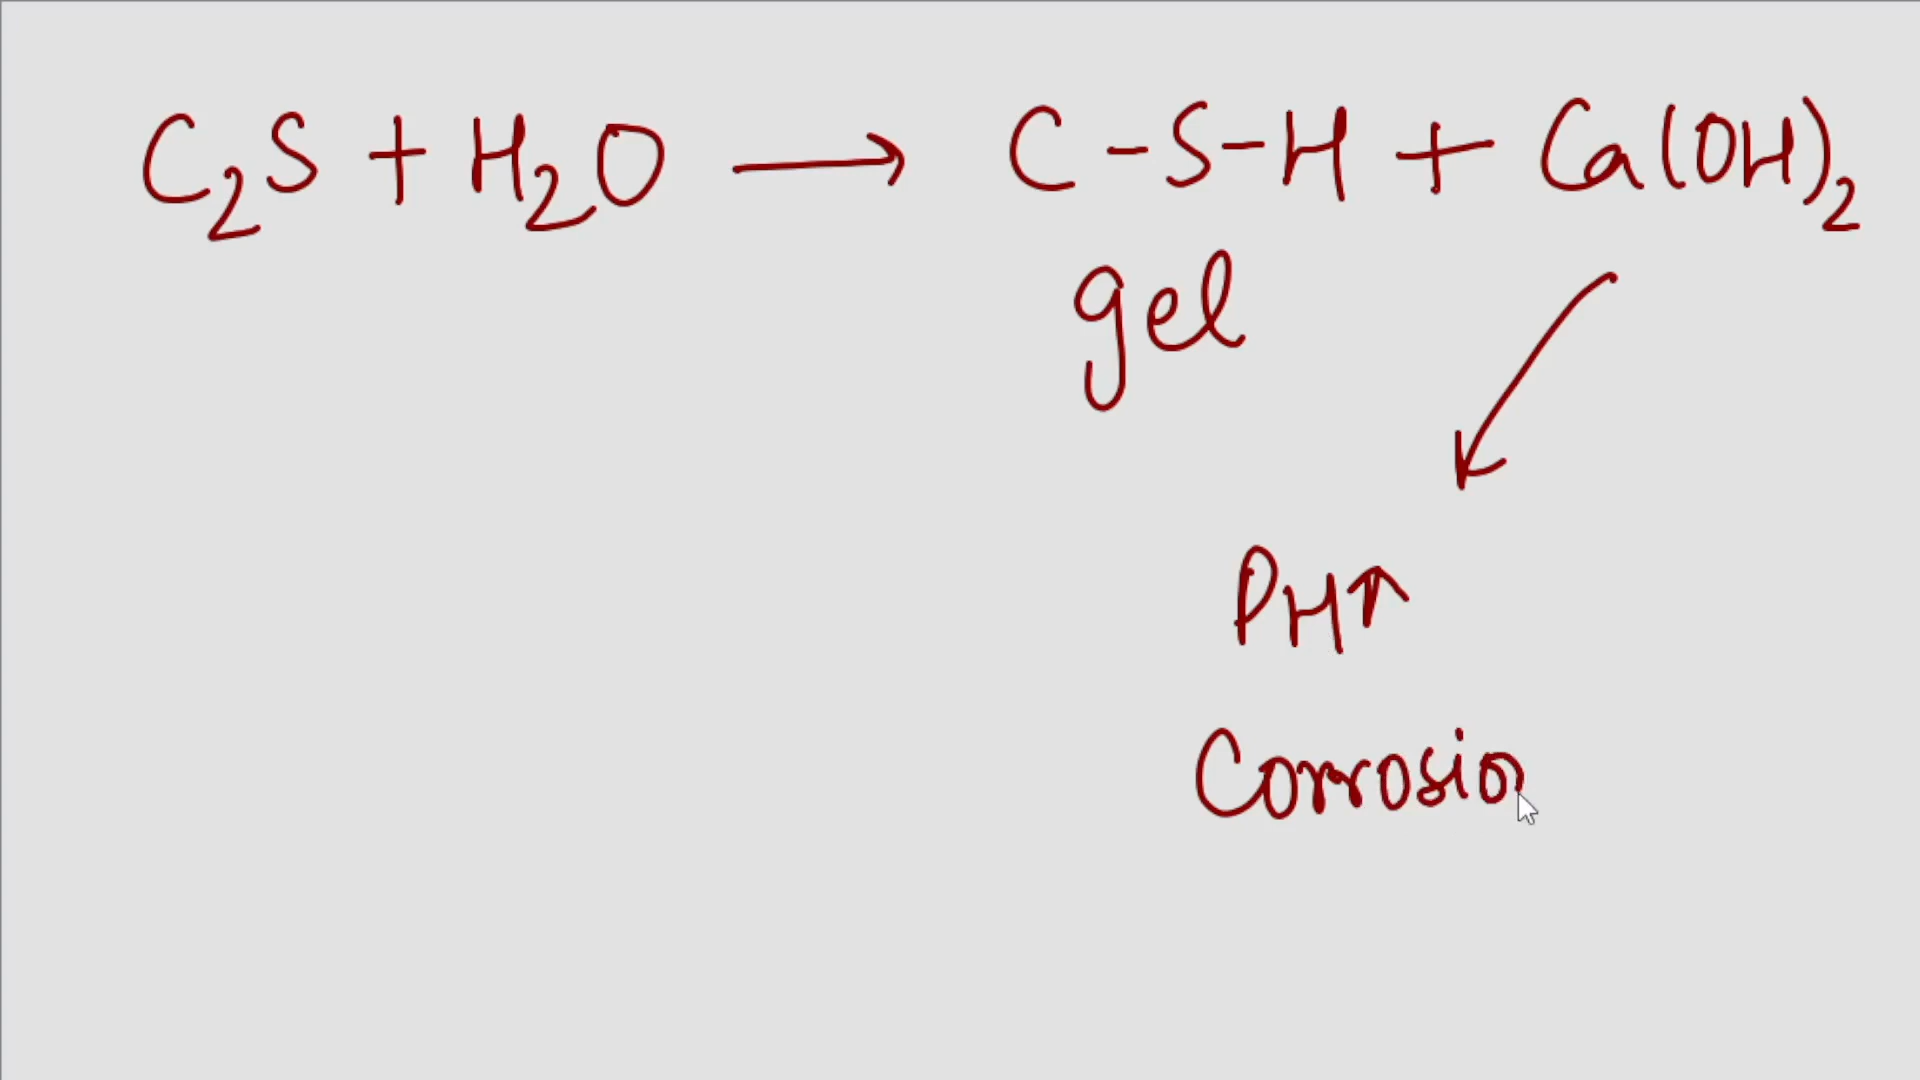 C₂S + H₂O → C-S-H + Ca(OH)₂
gel
PH↑
Corrosio